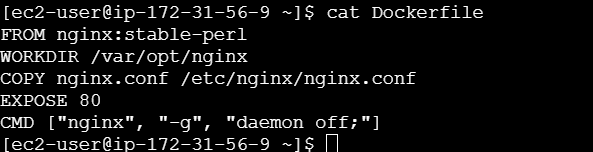 [ec2-user@ip-172-31-56-9 ~]$ cat Dockerfile
FROM nginx:stable-perl
WORKDIR /var/opt/nginx
COPY nginx.conf /etc/nginx/nginx.conf
EXPOSE 80
CMD ["nginx", "-g", "daemon off;"]
[ec2-user@ip-172-31-56-9 ~]$